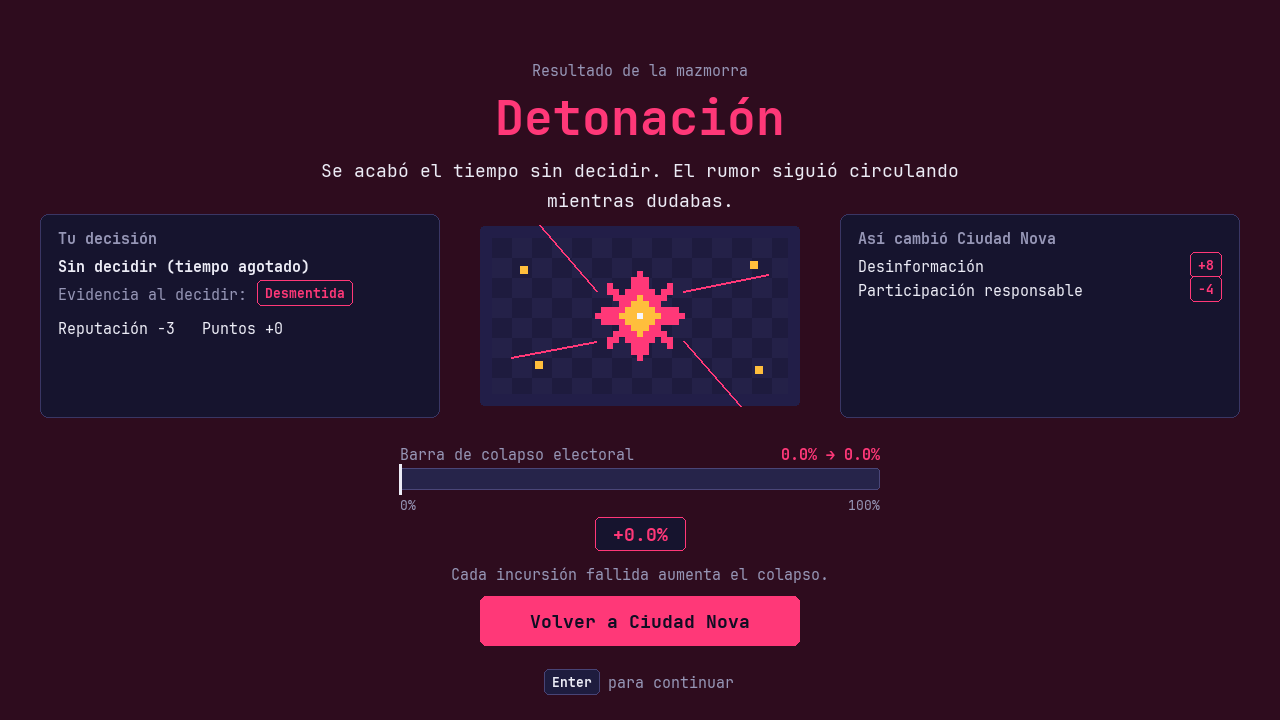 Resultado de la mazmorra
Detonación
Se acabó el tiempo sin decidir. El rumor siguió circulando
mientras dudabas.
Tu decisión
Sin decidir (tiempo agotado)
Evidencia al decidir: Desmentida
Reputación -3 Puntos +0
Así cambió Ciudad Nova
Desinformación +8
Participación responsable -4
Barra de colapso electoral 0.0% → 0.0%
0% 100%
+0.0%
Cada incursión fallida aumenta el colapso.
Volver a Ciudad Nova
Enter para continuar